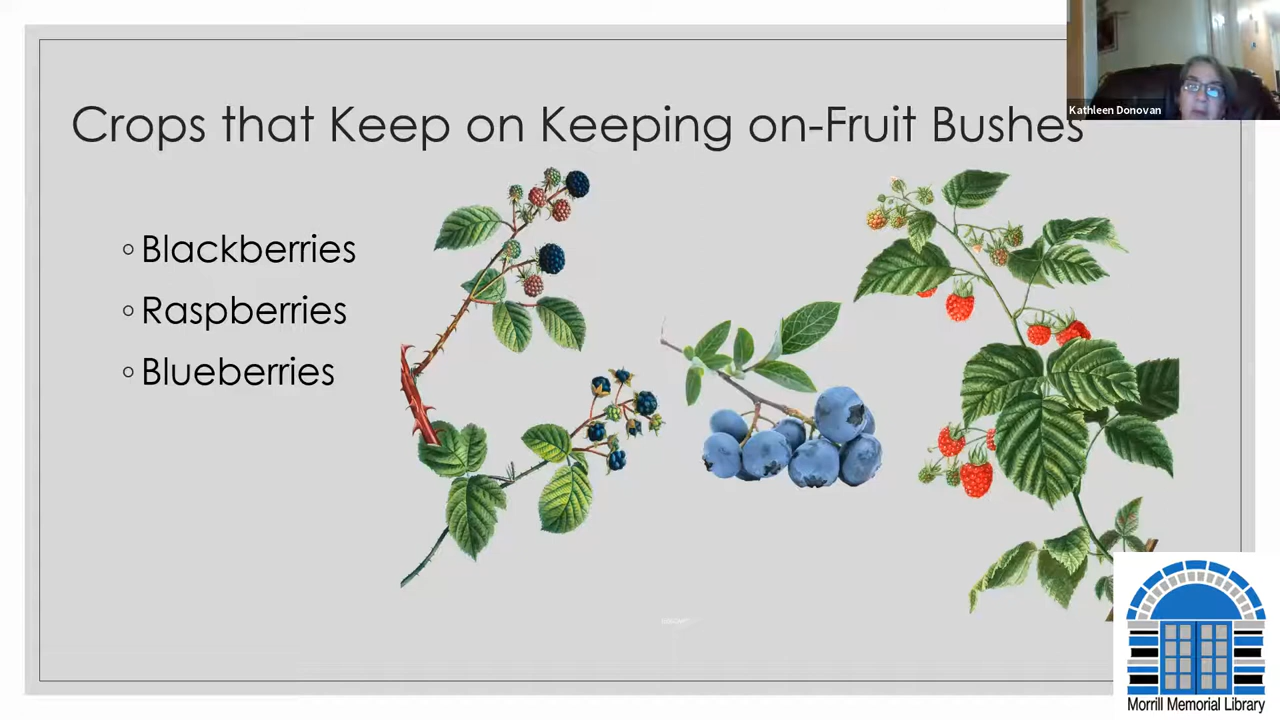 Kathleen Donovan
Crops that Keep on Keeping on-Fruit Bushes
◦Blackberries
◦Raspberries
◦Blueberries
Morrill Memorial Library